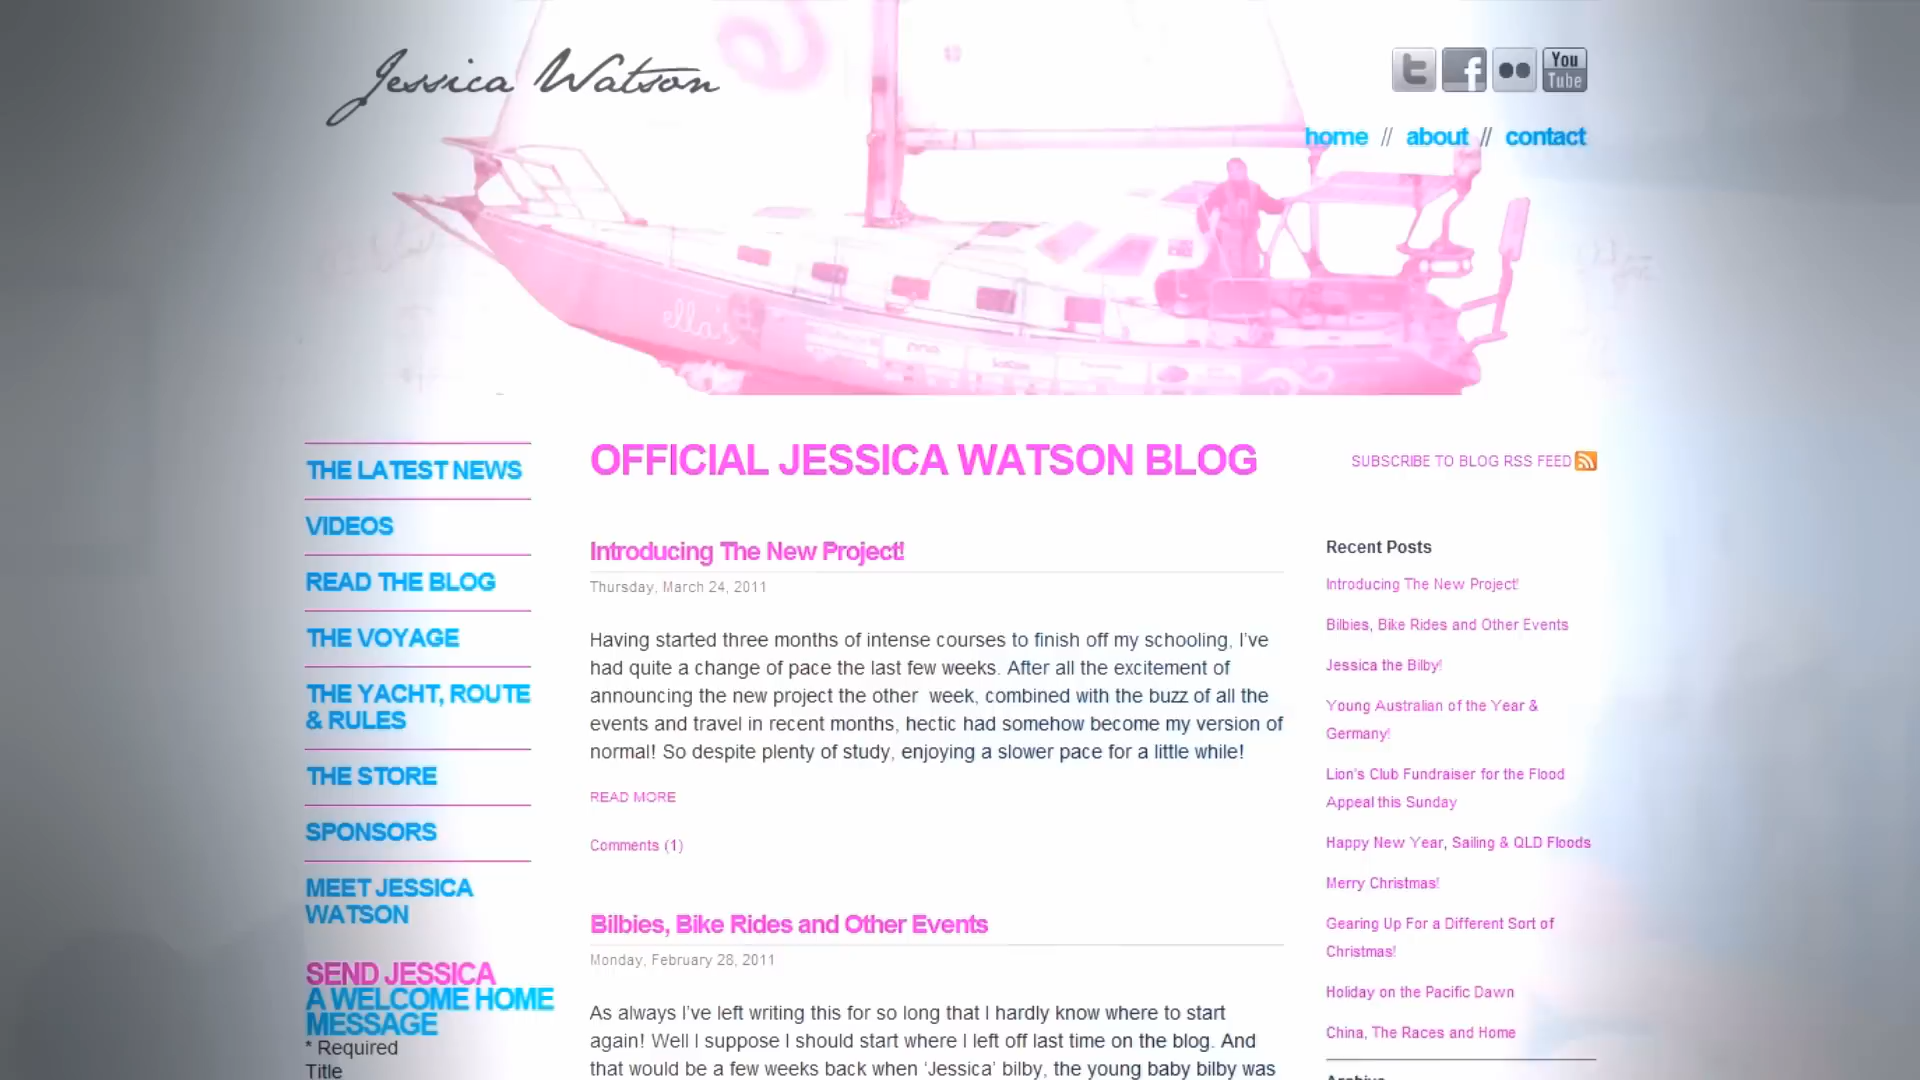 Jessica Watson
You
Tube
home // about // contact
ella's
THE LATEST NEWS
VIDEOS
READ THE BLOG
THE VOYAGE
THE YACHT, ROUTE
& RULES
THE STORE
SPONSORS
MEET JESSICA
WATSON
SEND JESSICA
A WELCOME HOME
MESSAGE
* Required
Title
OFFICIAL JESSICA WATSON BLOG
SUBSCRIBE TO BLOG RSS FEED
Introducing The New Project!
Thursday, March 24, 2011
Having started three months of intense courses to finish off my schooling, I've
had quite a change of pace the last few weeks. After all the excitement of
announcing the new project the other week, combined with the buzz of all the
events and travel in recent months, hectic had somehow become my version of
normal! So despite plenty of study, enjoying a slower pace for a little while!
READ MORE
Comments (1)
Bilbies, Bike Rides and Other Events
Monday, February 28, 2011
As always I've left writing this for so long that I hardly know where to start
again! Well I suppose I should start where I left off last time on the blog. And
that would be a few weeks back when 'Jessica' bilby, the young baby bilby was
Recent Posts
Introducing The New Project!
Bilbies, Bike Rides and Other Events
Jessica the Bilby!
Young Australian of the Year &
Germany!
Lion's Club Fundraiser for the Flood
Appeal this Sunday
Happy New Year, Sailing & QLD Floods
Merry Christmas!
Gearing Up For a Different Sort of
Christmas!
Holiday on the Pacific Dawn
China, The Races and Home